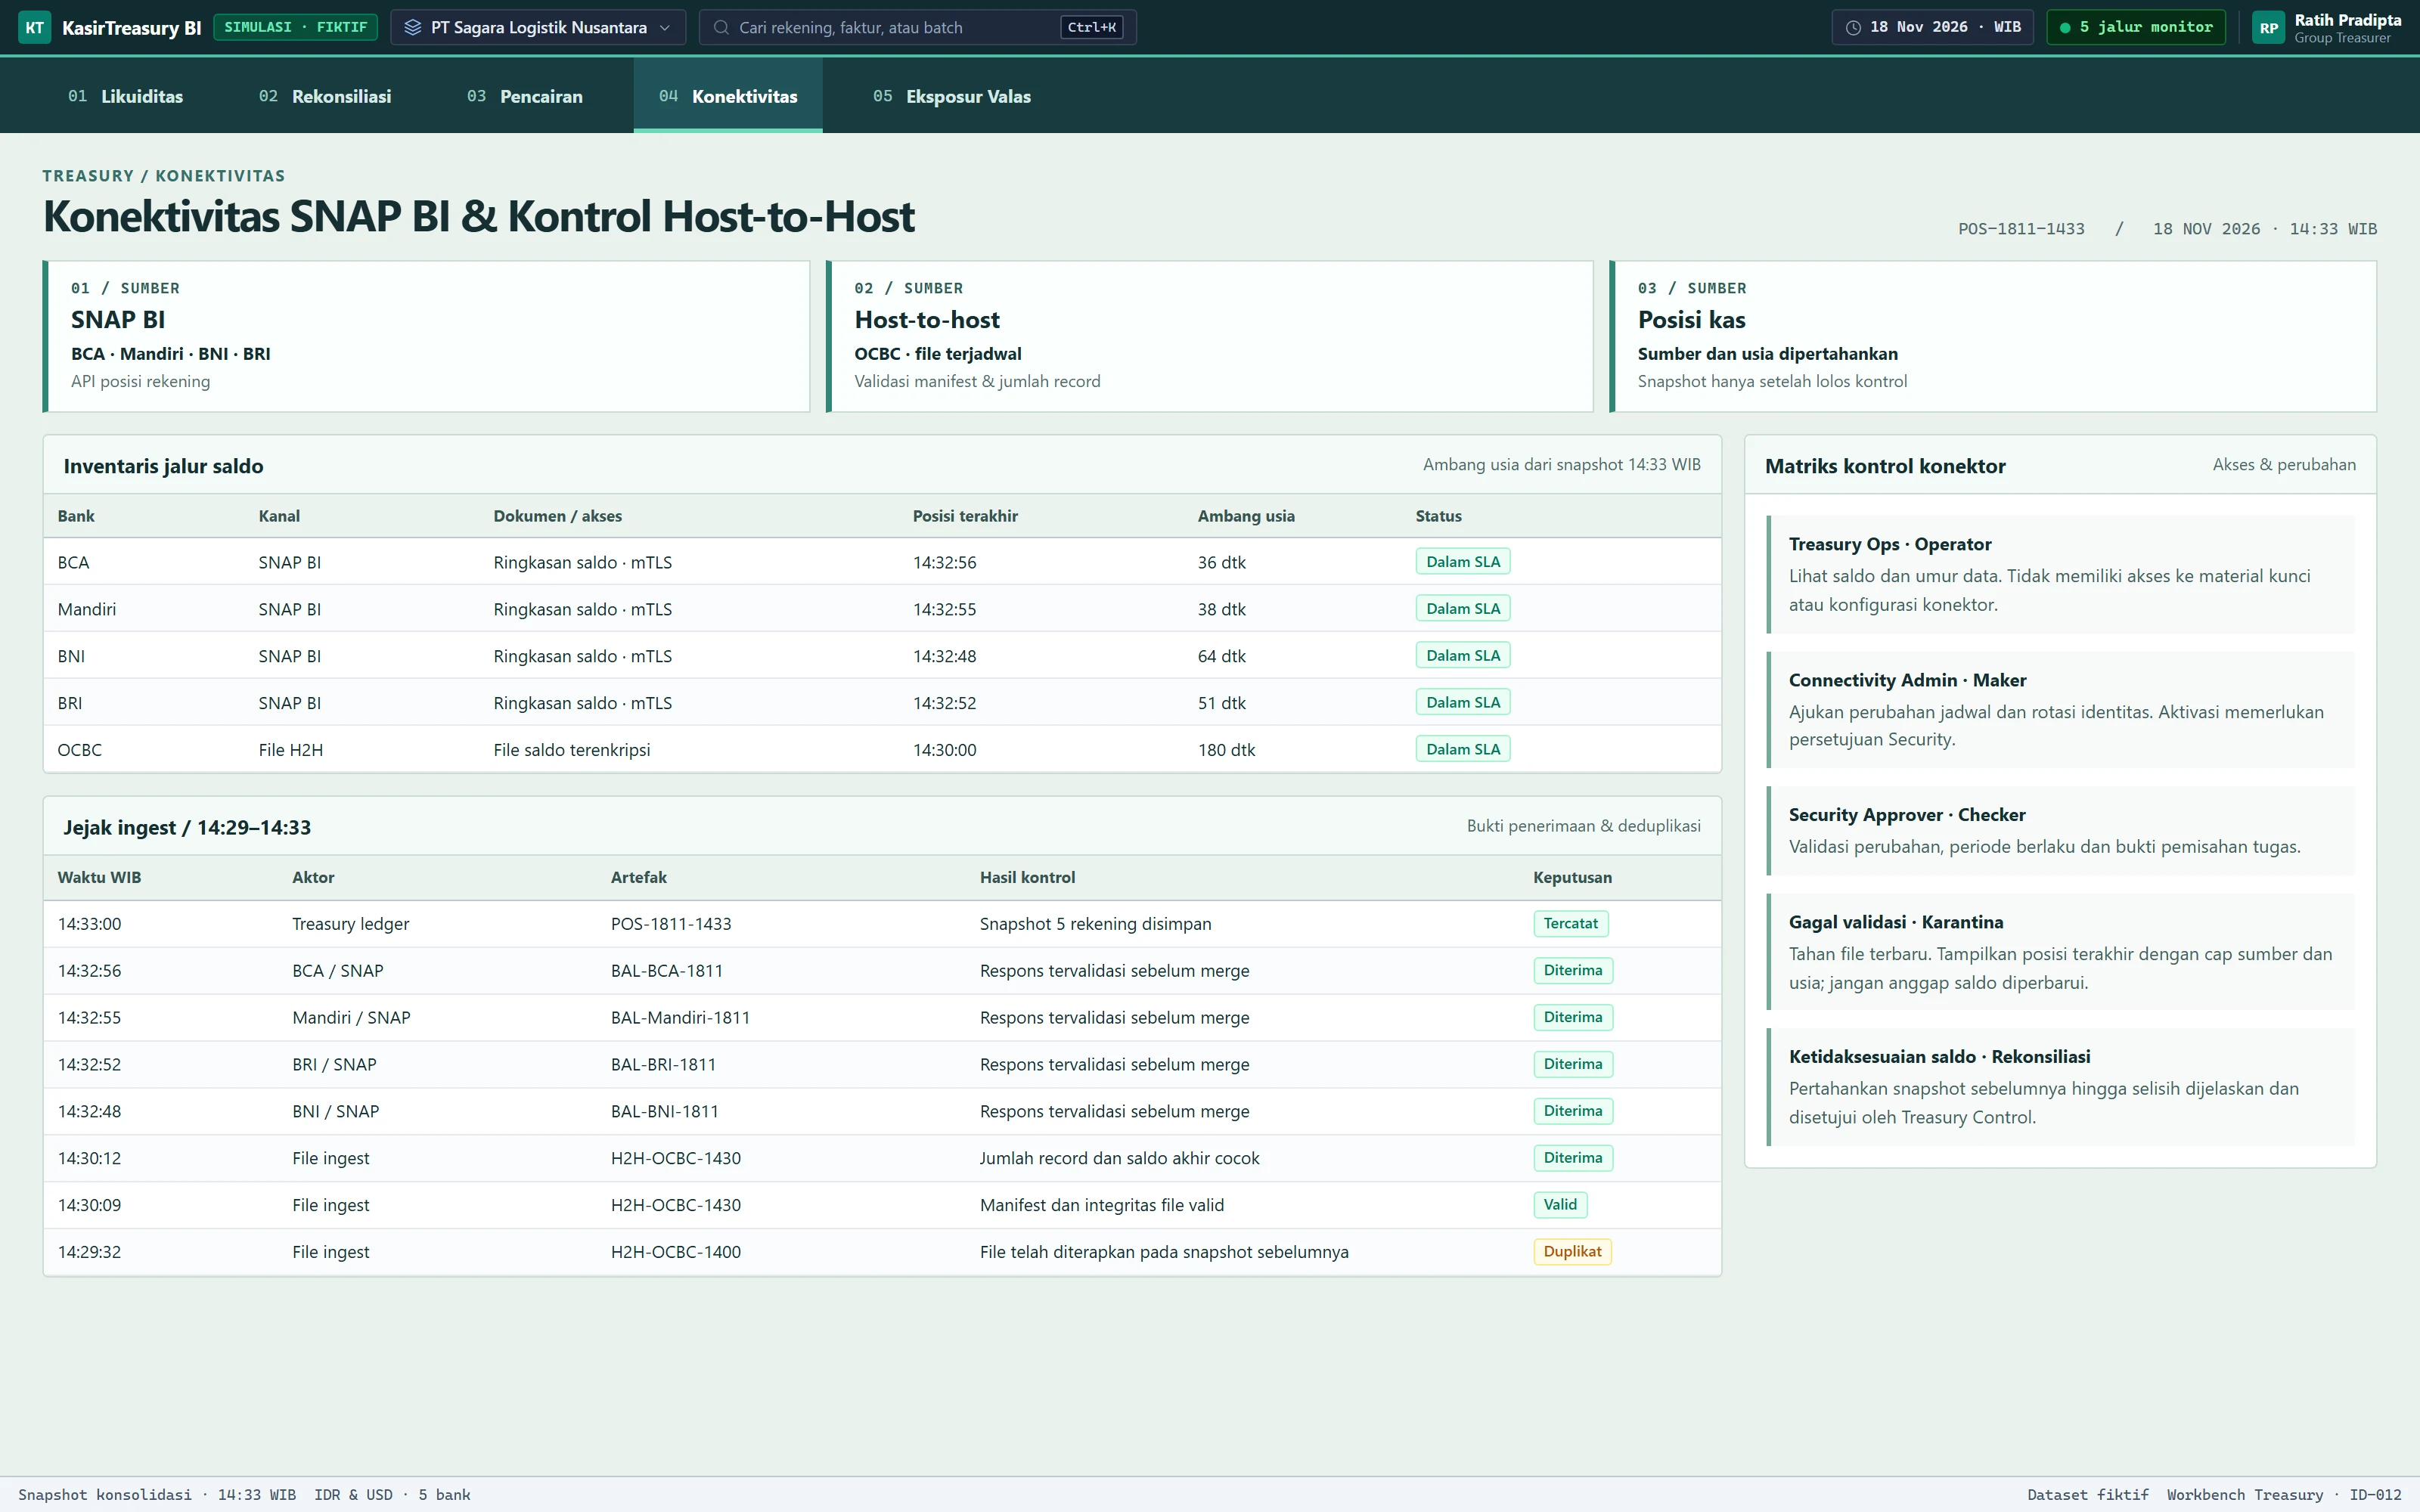 KT KasirTreasury BI SIMULASI · FIKTIF PT Sagara Logistik Nusantara Cari rekening, faktur, atau batch Ctrl+K 18 Nov 2026 · WIB 5 jalur monitor RP Ratih Pradipta
Group Treasurer
01 Likuiditas 02 Rekonsiliasi 03 Pencairan 04 Konektivitas 05 Eksposur Valas
TREASURY / KONEKTIVITAS
Konektivitas SNAP BI & Kontrol Host-to-Host
POS-1811-1433 / 18 NOV 2026 · 14:33 WIB
01 / SUMBER
SNAP BI
BCA · Mandiri · BNI · BRI
API posisi rekening
02 / SUMBER
Host-to-host
OCBC · file terjadwal
Validasi manifest & jumlah record
03 / SUMBER
Posisi kas
Sumber dan usia dipertahankan
Snapshot hanya setelah lolos kontrol
Inventaris jalur saldo Ambang usia dari snapshot 14:33 WIB
Bank Kanal Dokumen / akses Posisi terakhir Ambang usia Status
BCA SNAP BI Ringkasan saldo · mTLS 14:32:56 36 dtk Dalam SLA
Mandiri SNAP BI Ringkasan saldo · mTLS 14:32:55 38 dtk Dalam SLA
BNI SNAP BI Ringkasan saldo · mTLS 14:32:48 64 dtk Dalam SLA
BRI SNAP BI Ringkasan saldo · mTLS 14:32:52 51 dtk Dalam SLA
OCBC File H2H File saldo terenkripsi 14:30:00 180 dtk Dalam SLA
Jejak ingest / 14:29–14:33 Bukti penerimaan & deduplikasi
Waktu WIB Aktor Artefak Hasil kontrol Keputusan
14:33:00 Treasury ledger POS-1811-1433 Snapshot 5 rekening disimpan Tercatat
14:32:56 BCA / SNAP BAL-BCA-1811 Respons tervalidasi sebelum merge Diterima
14:32:55 Mandiri / SNAP BAL-Mandiri-1811 Respons tervalidasi sebelum merge Diterima
14:32:52 BRI / SNAP BAL-BRI-1811 Respons tervalidasi sebelum merge Diterima
14:32:48 BNI / SNAP BAL-BNI-1811 Respons tervalidasi sebelum merge Diterima
14:30:12 File ingest H2H-OCBC-1430 Jumlah record dan saldo akhir cocok Diterima
14:30:09 File ingest H2H-OCBC-1430 Manifest dan integritas file valid Valid
14:29:32 File ingest H2H-OCBC-1400 File telah diterapkan pada snapshot sebelumnya Duplikat
Matriks kontrol konektor Akses & perubahan
Treasury Ops · Operator
Lihat saldo dan umur data. Tidak memiliki akses ke material kunci
atau konfigurasi konektor.
Connectivity Admin · Maker
Ajukan perubahan jadwal dan rotasi identitas. Aktivasi memerlukan
persetujuan Security.
Security Approver · Checker
Validasi perubahan, periode berlaku dan bukti pemisahan tugas.
Gagal validasi · Karantina
Tahan file terbaru. Tampilkan posisi terakhir dengan cap sumber dan
usia; jangan anggap saldo diperbarui.
Ketidaksesuaian saldo · Rekonsiliasi
Pertahankan snapshot sebelumnya hingga selisih dijelaskan dan
disetujui oleh Treasury Control.
Snapshot konsolidasi · 14:33 WIB IDR & USD · 5 bank Dataset fiktif Workbench Treasury · ID-012